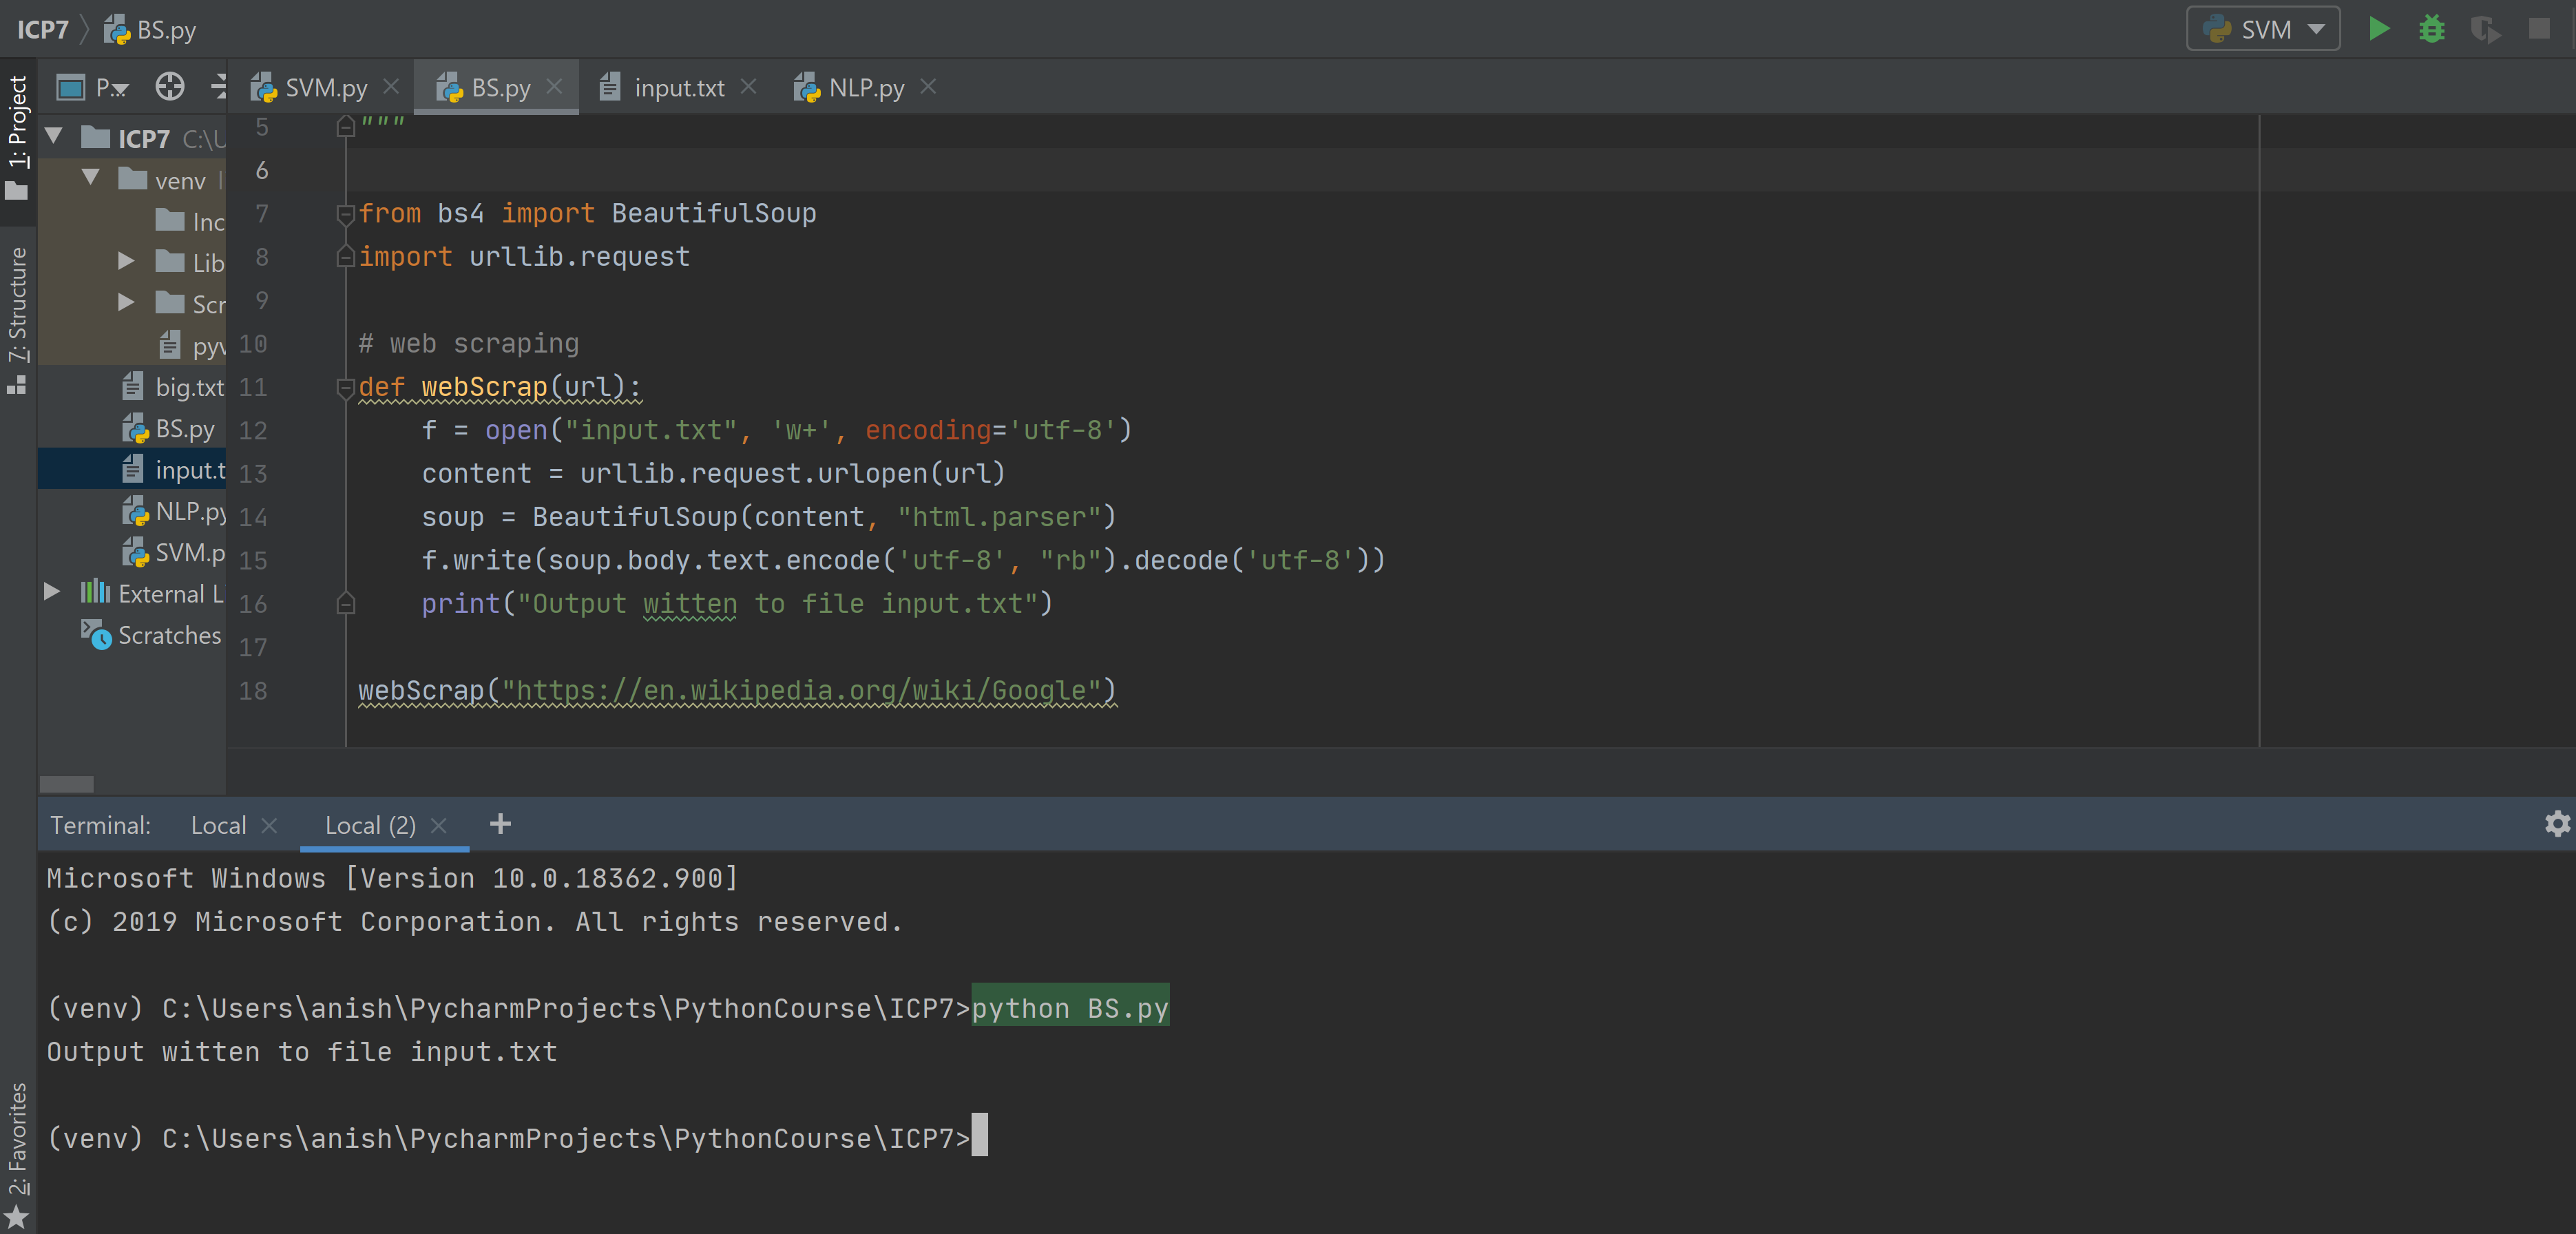 ICP7 BS.py SVM
P... SVM.py BS.py input.txt NLP.py
1: Project
7: Structure
2: Favorites
ICP7 C:\U
venv
Inc
Lib
Scr
pyv
big.txt
BS.py
input.t
NLP.py
SVM.p
External L
Scratches
5 """
6
7 from bs4 import BeautifulSoup
8 import urllib.request
9
10 # web scraping
11 def webScrap(url):
12 f = open("input.txt", 'w+', encoding='utf-8')
13 content = urllib.request.urlopen(url)
14 soup = BeautifulSoup(content, "html.parser")
15 f.write(soup.body.text.encode('utf-8', "rb").decode('utf-8'))
16 print("Output witten to file input.txt")
17
18 webScrap("https://en.wikipedia.org/wiki/Google")
Terminal: Local Local (2) +
Microsoft Windows [Version 10.0.18362.900]
(c) 2019 Microsoft Corporation. All rights reserved.
(venv) C:\Users\anish\PycharmProjects\PythonCourse\ICP7>python BS.py
Output witten to file input.txt
(venv) C:\Users\anish\PycharmProjects\PythonCourse\ICP7>